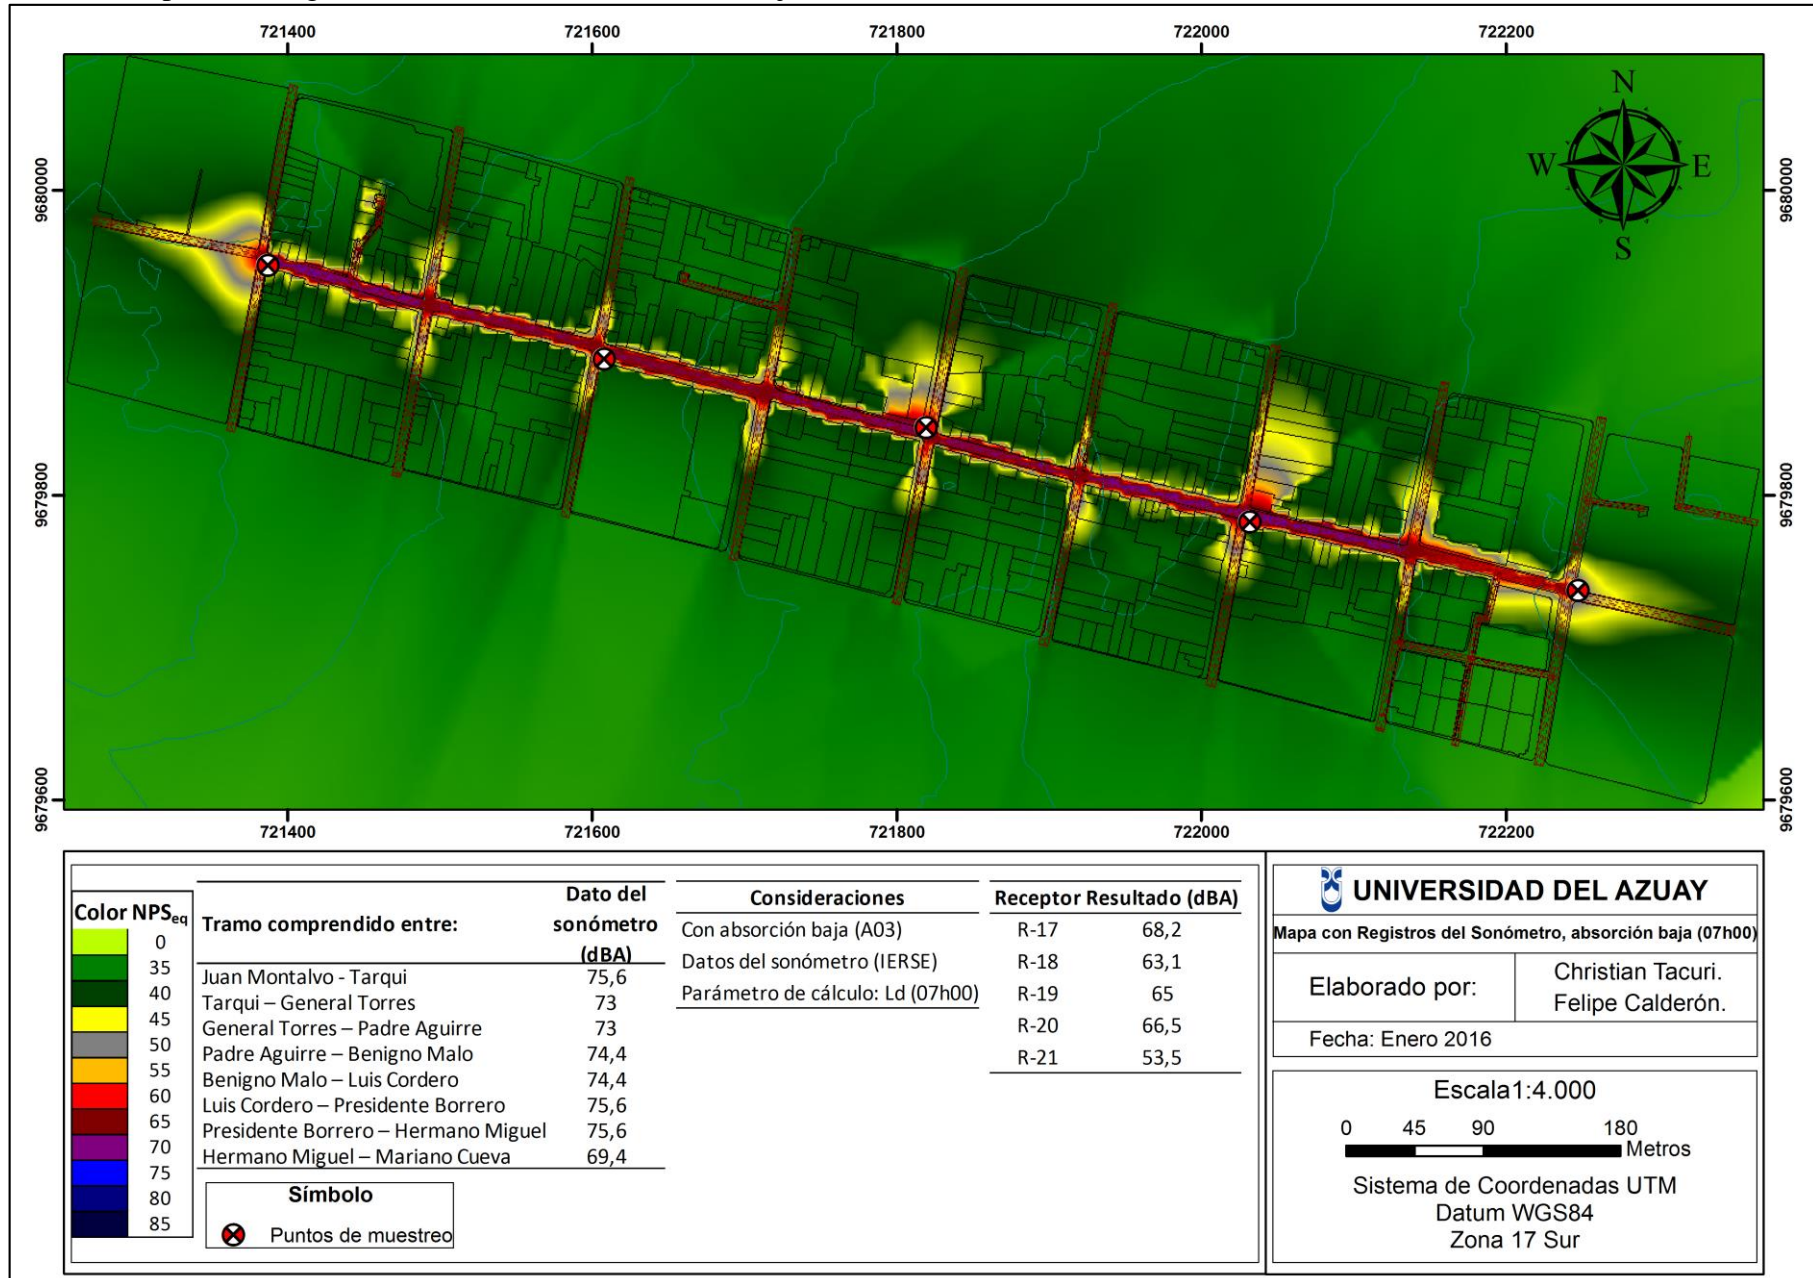 721400 721600 721800 722000 722200
9680000 9680000
9679800 9679800
9679600 9679600
N
W E
S
721400 721600 721800 722000 722200
Color NPSeq
0
35
40
45
50
55
60
65
70
75
80
85
Tramo comprendido entre: Dato del sonómetro (dBA)
Juan Montalvo - Tarqui 75,6
Tarqui – General Torres 73
General Torres – Padre Aguirre 73
Padre Aguirre – Benigno Malo 74,4
Benigno Malo – Luis Cordero 74,4
Luis Cordero – Presidente Borrero 75,6
Presidente Borrero – Hermano Miguel 75,6
Hermano Miguel – Mariano Cueva 69,4
Símbolo
Puntos de muestreo
Consideraciones
Con absorción baja (A03)
Datos del sonómetro (IERSE)
Parámetro de cálculo: Ld (07h00)
Receptor Resultado (dBA)
R-17 68,2
R-18 63,1
R-19 65
R-20 66,5
R-21 53,5
UNIVERSIDAD DEL AZUAY
Mapa con Registros del Sonómetro, absorción baja (07h00)
Elaborado por: Christian Tacuri.
Felipe Calderón.
Fecha: Enero 2016
Escala1:4.000
0 45 90 180
Metros
Sistema de Coordenadas UTM
Datum WGS84
Zona 17 Sur